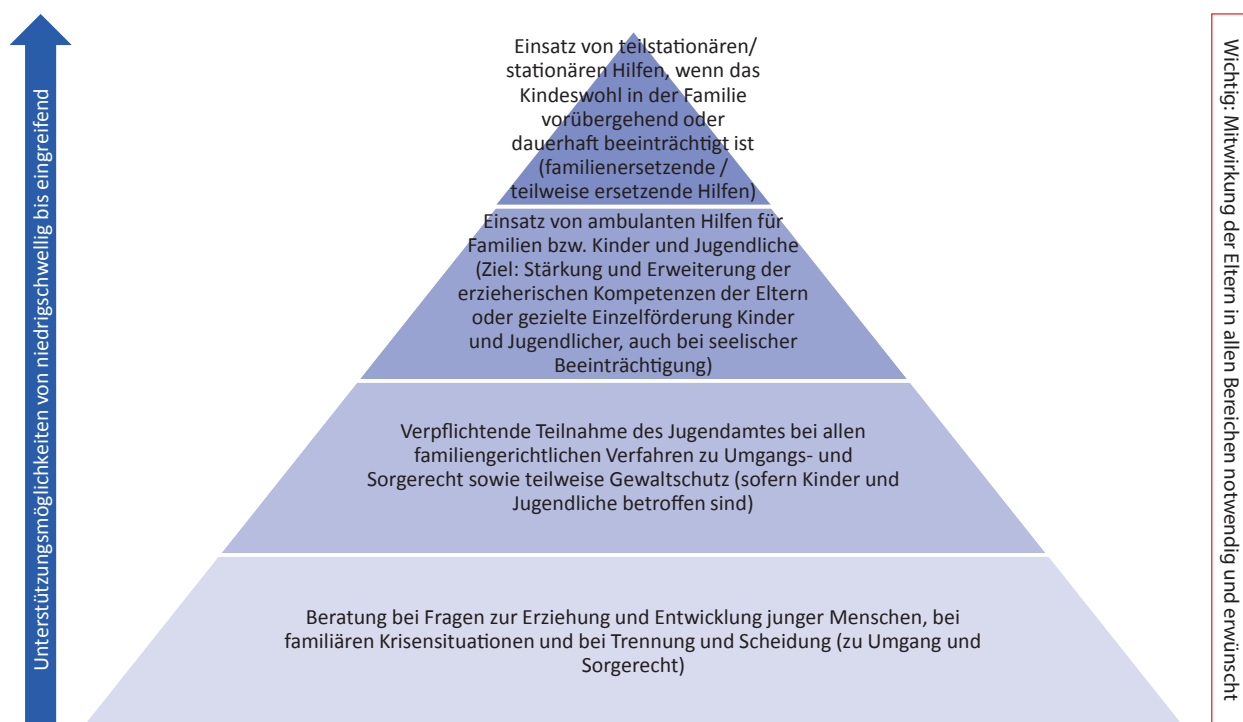 Unterstützungsmöglichkeiten von niedrigschwellig bis eingreifend
Einsatz von teilstationären/
stationären Hilfen, wenn das
Kindeswohl in der Familie
vorübergehend oder
dauerhaft beeinträchtigt ist
(familienersetzende /
teilweise ersetzende Hilfen)
Einsatz von ambulanten Hilfen für
Familien bzw. Kinder und Jugendliche
(Ziel: Stärkung und Erweiterung der
erzieherischen Kompetenzen der Eltern
oder gezielte Einzelförderung Kinder
und Jugendlicher, auch bei seelischer
Beeinträchtigung)
Verpflichtende Teilnahme des Jugendamtes bei allen
familiengerichtlichen Verfahren zu Umgangs- und
Sorgerecht sowie teilweise Gewaltschutz (sofern Kinder und
Jugendliche betroffen sind)
Beratung bei Fragen zur Erziehung und Entwicklung junger Menschen, bei
familiären Krisensituationen und bei Trennung und Scheidung (zu Umgang und
Sorgerecht)
Wichtig: Mitwirkung der Eltern in allen Bereichen notwendig und erwünscht